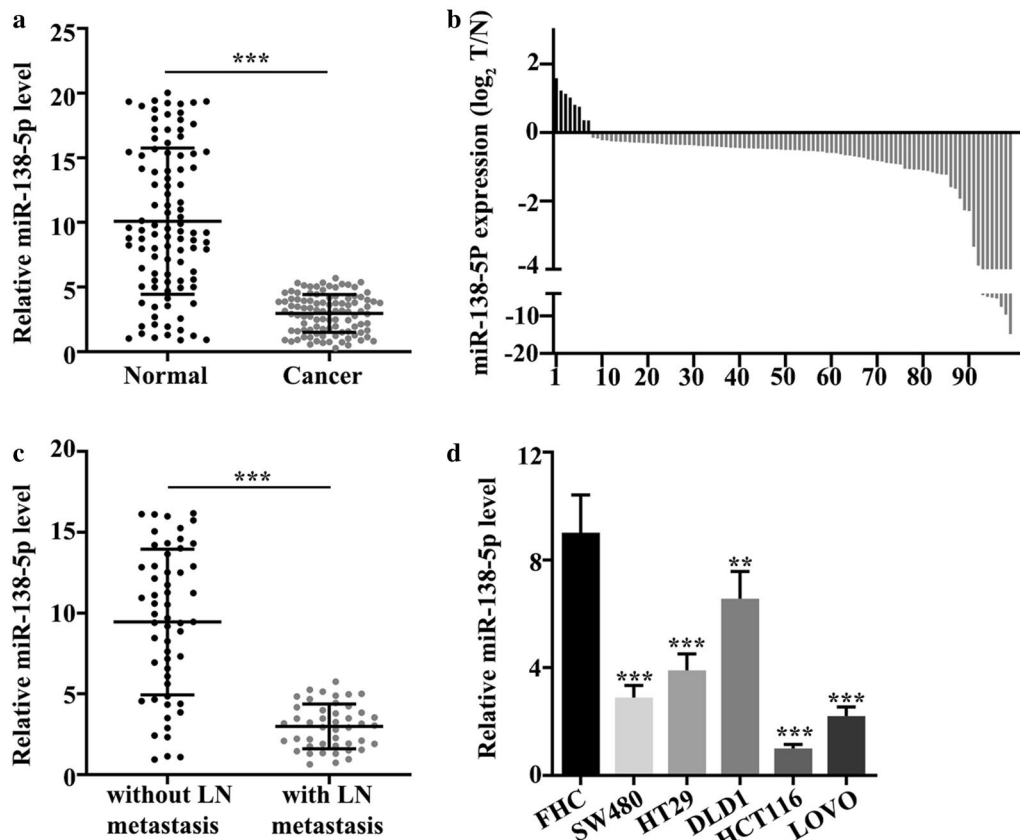 a
Relative miR-138-5p level
25
20
15
10
5
0
***
Normal
Cancer
b
miR-138-5P expression (log2 T/N)
2
0
-2
-4
-10
-20
1
10
20
30
40
50
60
70
80
90
c
Relative miR-138-5p level
20
15
10
5
0
***
without LN
metastasis
with LN
metastasis
d
Relative miR-138-5p level
12
8
4
0
***
***
**
***
***
FHC
SW480
HT29
DLD1
HCT116
LOVO